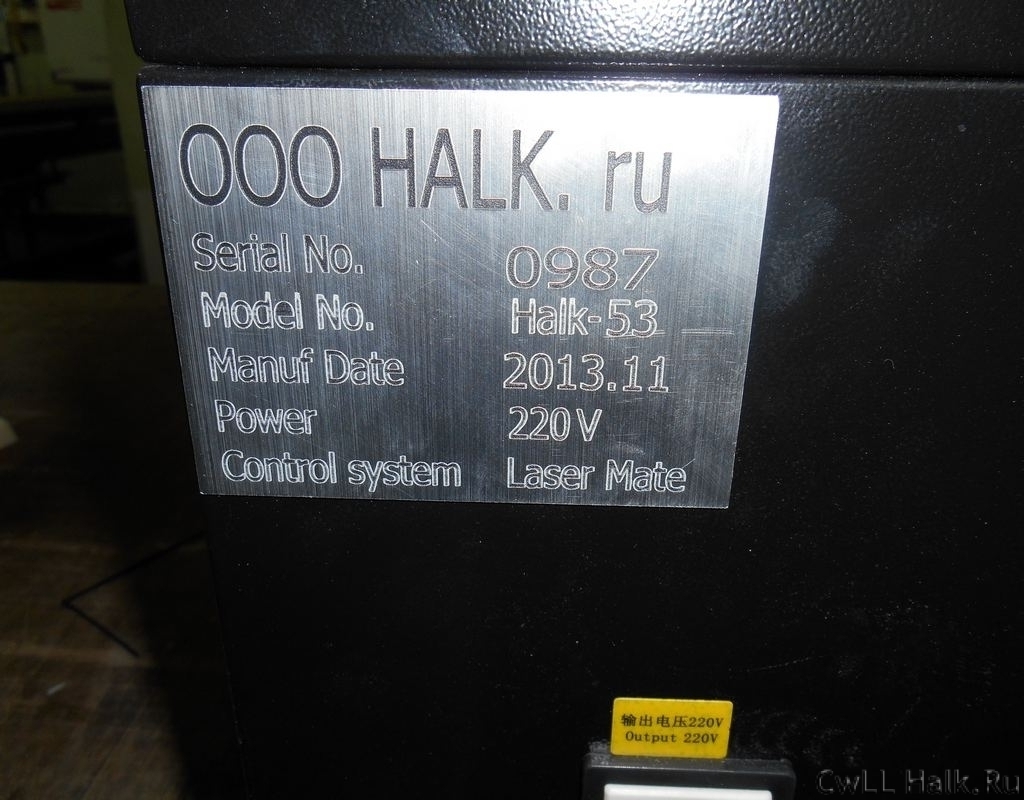 OOO HALK. ru
Serial No. 0987
Model No. Halk-53
Manuf Date 2013.11
Power 220V
Control system Laser Mate
输出电压220V
Output 220V
CwLL Halk.Ru